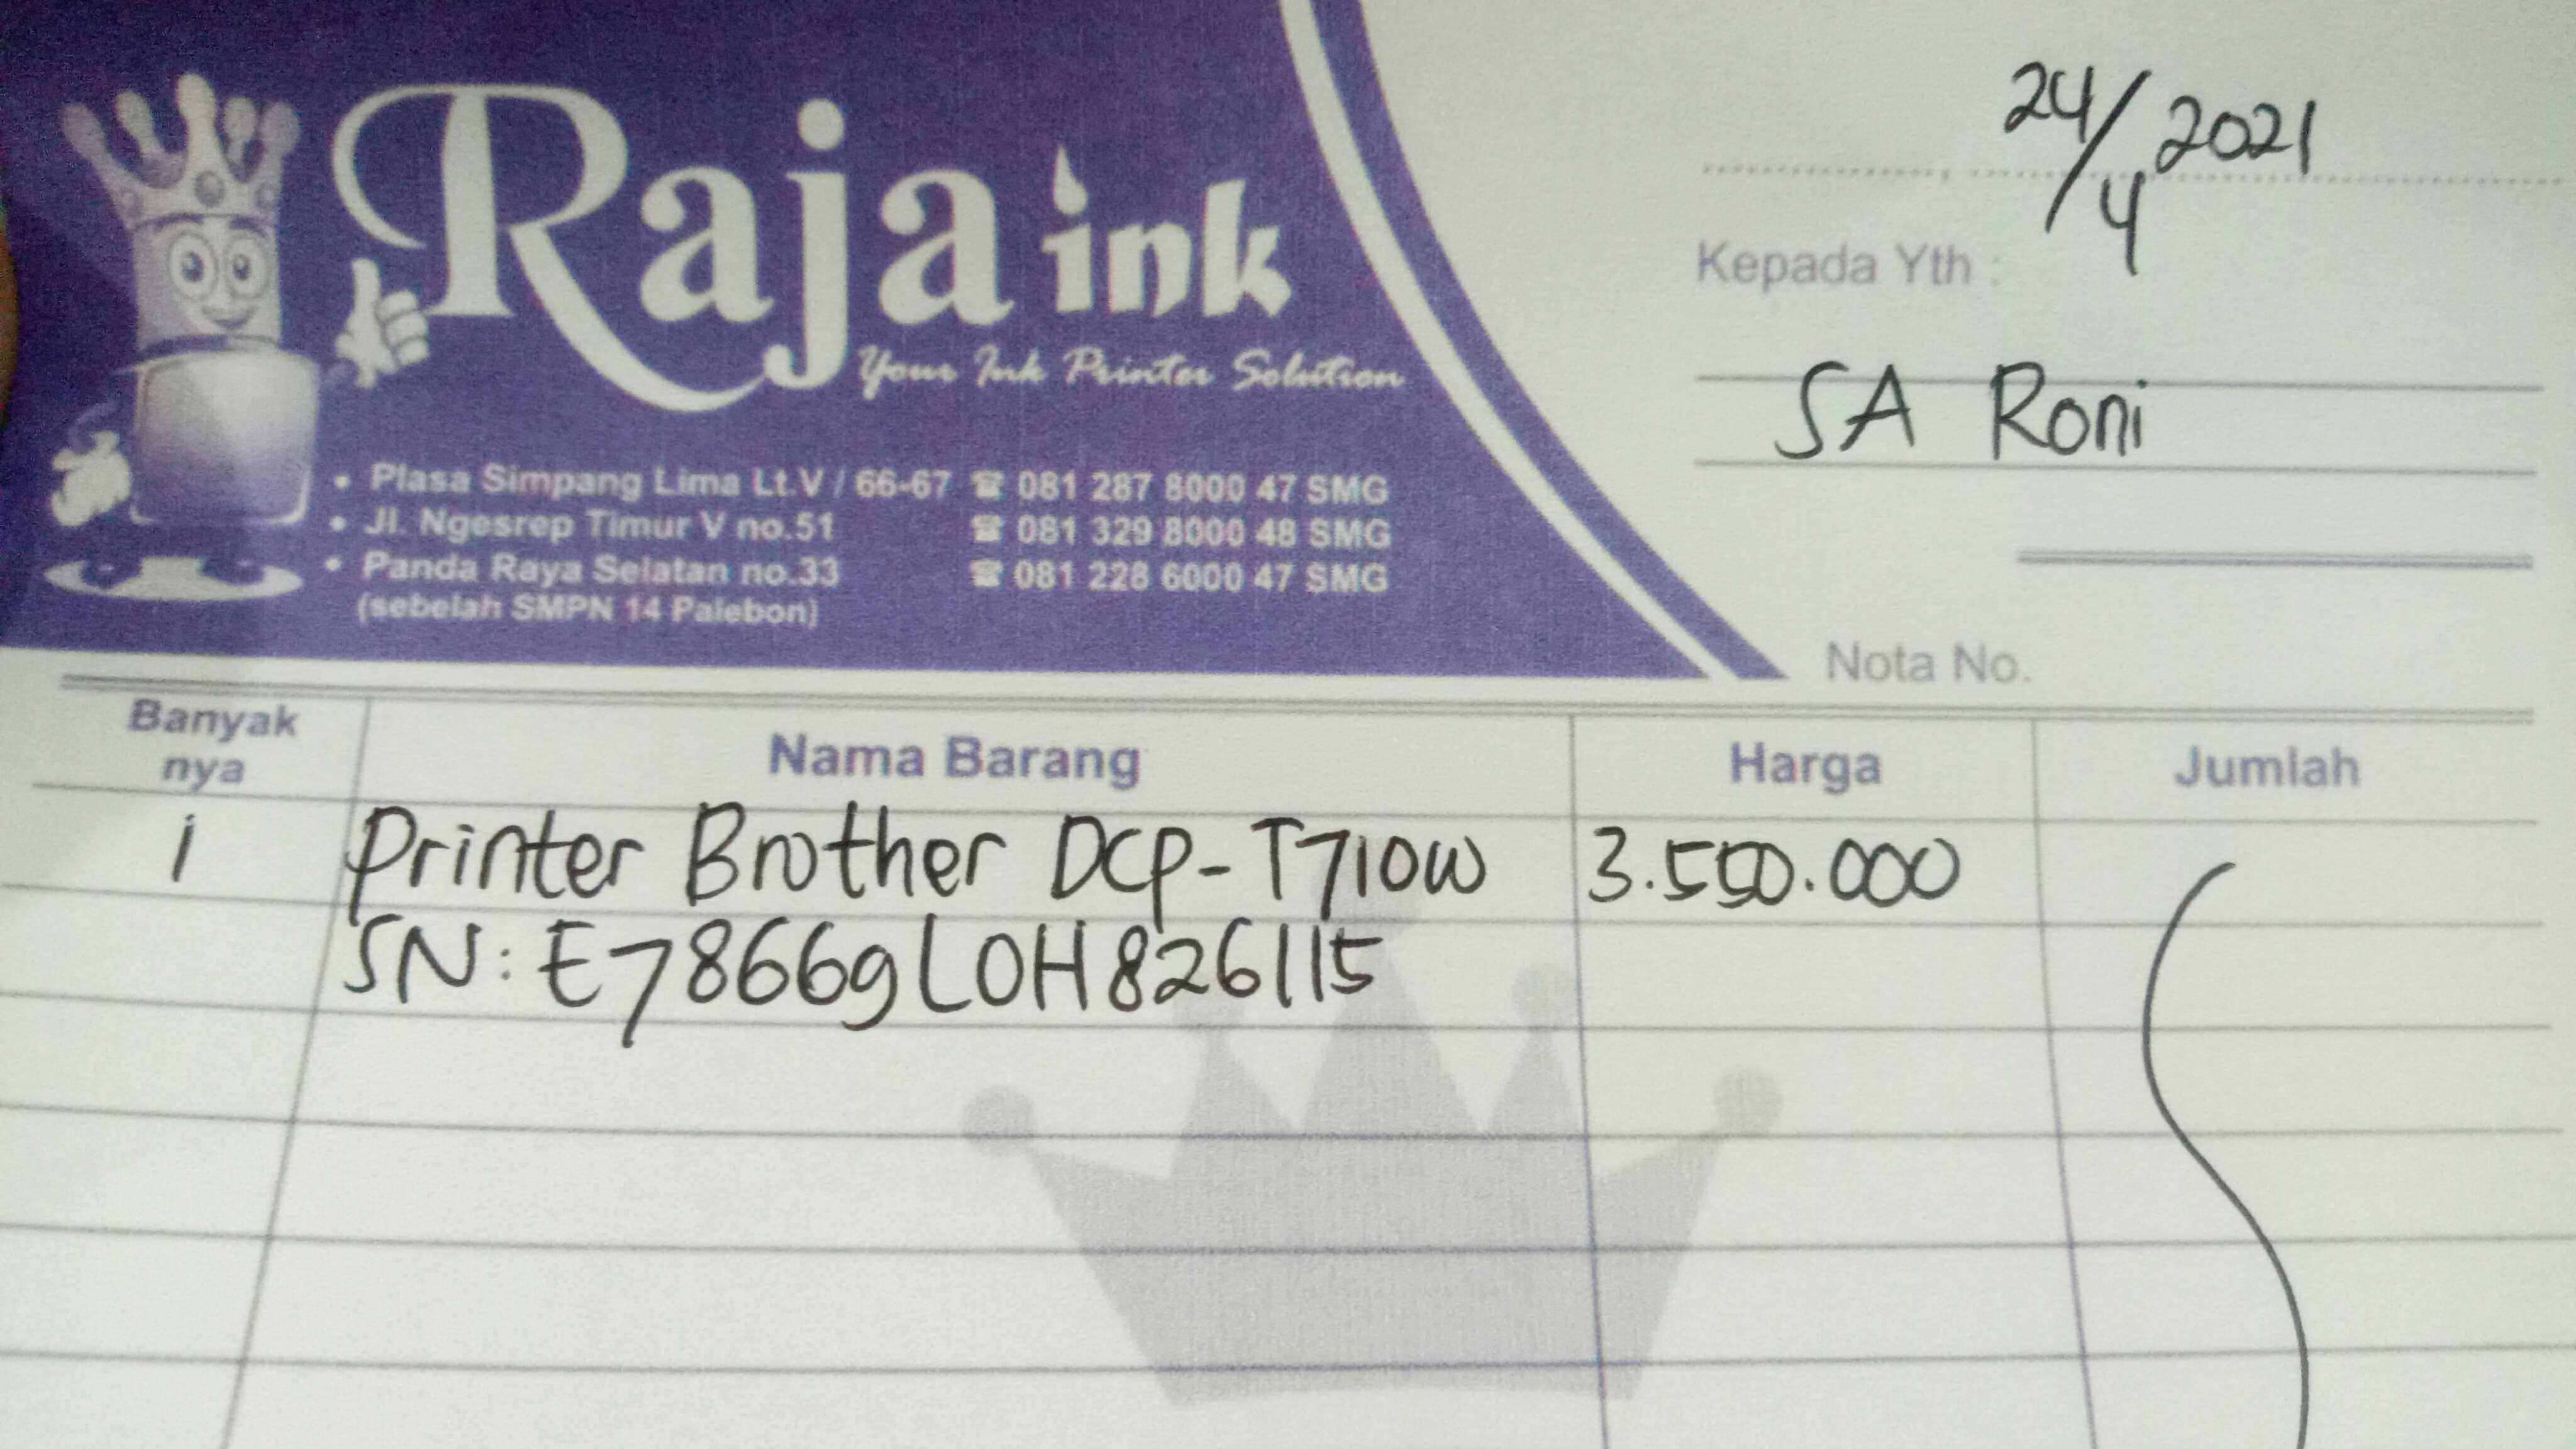 Raja ink
Your Ink Printer Solution
• Plasa Simpang Lima Lt.V / 66-67 ☎ 081 287 8000 47 SMG
• Jl. Ngesrep Timur V no.51 ☎ 081 329 8000 48 SMG
• Panda Raya Selatan no.33 ☎ 081 228 6000 47 SMG
(sebelah SMPN 14 Palebon)
24/4 2021
Kepada Yth :
SA Roni
Nota No.
Banyak nya Nama Barang Harga Jumlah
1 Printer Brother DCP-T710W 3.550.000
SN: E78669L0H826115